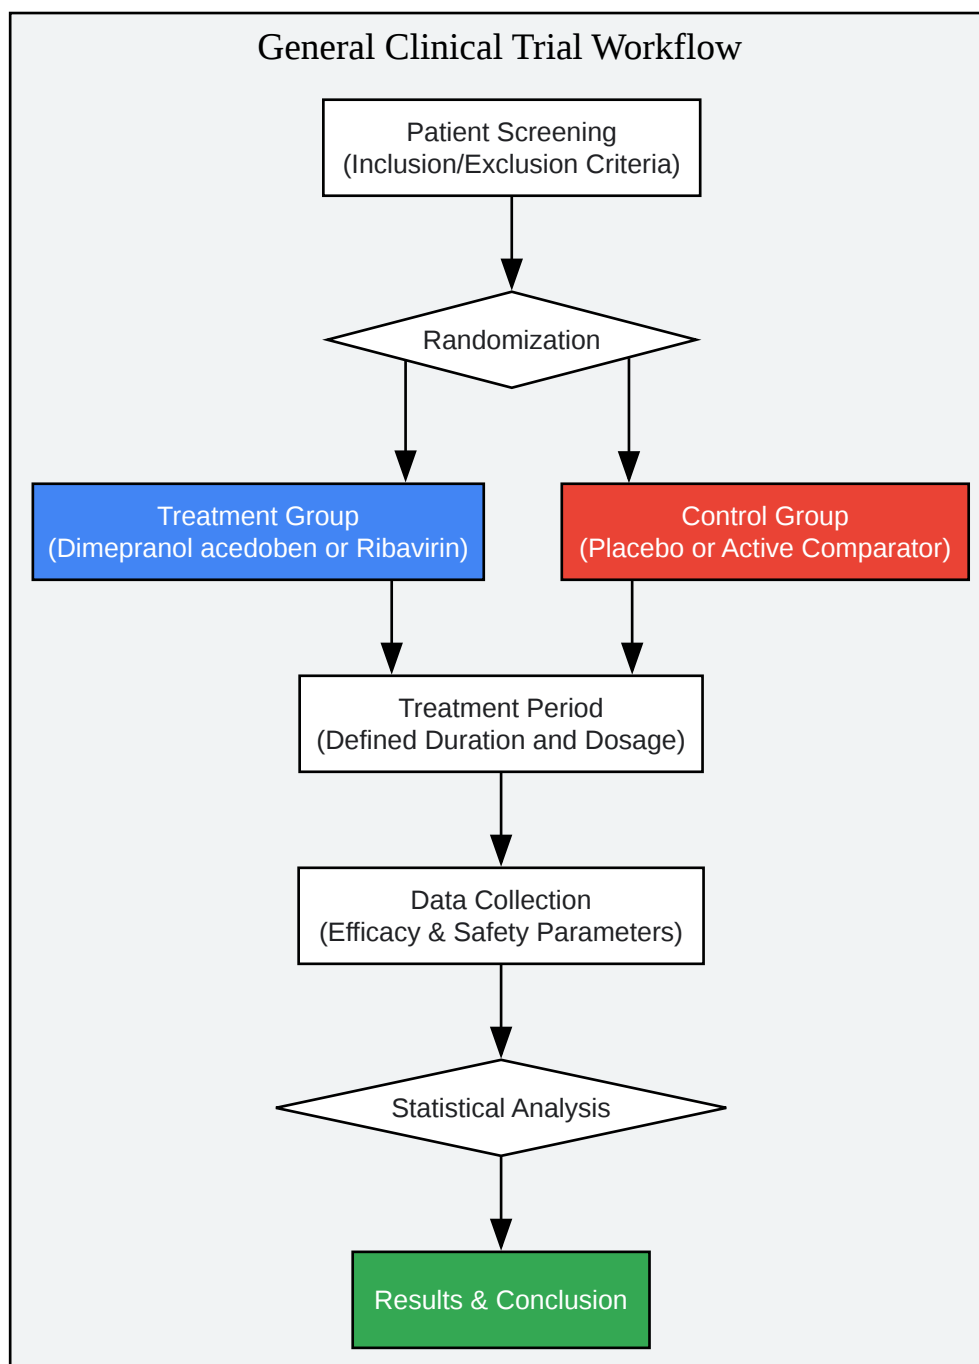 General Clinical Trial Workflow
Patient Screening
(Inclusion/Exclusion Criteria)
Randomization
Treatment Group
(Dimepranol acedoben or Ribavirin)
Control Group
(Placebo or Active Comparator)
Treatment Period
(Defined Duration and Dosage)
Data Collection
(Efficacy & Safety Parameters)
Statistical Analysis
Results & Conclusion